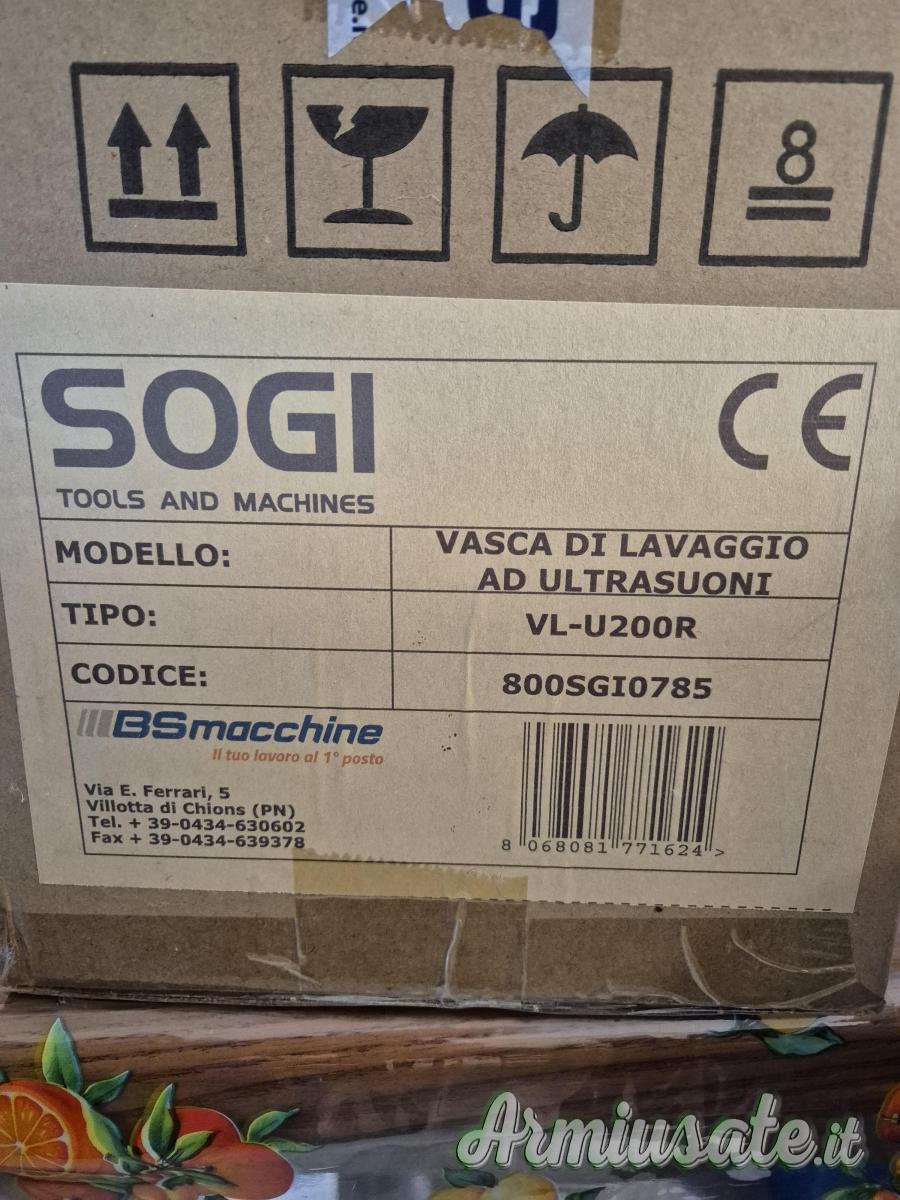 8
SOGI
CE
TOOLS AND MACHINES
MODELLO:
VASCA DI LAVAGGIO
AD ULTRASUONI
TIPO:
VL-U200R
CODICE:
800SGI0785
BSmacchine
Il tuo lavoro al 1° posto
Via E. Ferrari, 5
Villotta di Chions (PN)
Tel. + 39-0434-630602
Fax + 39-0434-639378
8 068081 771624 >
Armiusate.it